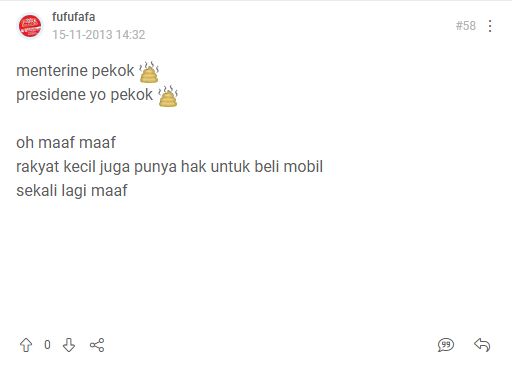 fufufafa
15-11-2013 14:32
#58
menterine pekok
presidene yo pekok
oh maaf maaf
rakyat kecil juga punya hak untuk beli mobil
sekali lagi maaf
0